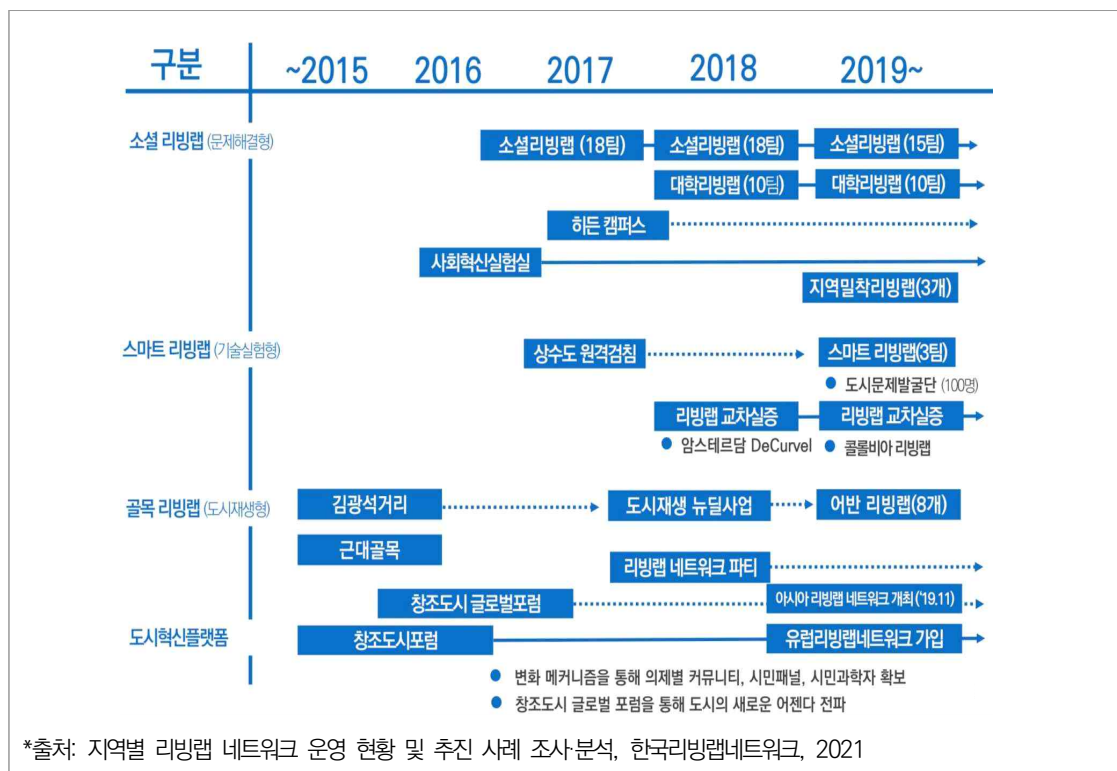 구분 ~2015 2016 2017 2018 2019~
소셜 리빙랩 (문제해결형) 소셜리빙랩 (18팀) 소셜리빙랩 (18팀) 소셜리빙랩 (15팀)
대학리빙랩 (10팀) 대학리빙랩 (10팀)
히든 캠퍼스
사회혁신실험실
지역밀착리빙랩(3개)
스마트 리빙랩 (기술실험형) 상수도 원격검침 스마트 리빙랩(3팀)
● 도시문제발굴단 (100명)
리빙랩 교차실증 리빙랩 교차실증
● 암스테르담 DeCurvel ● 콜롤비아 리빙랩
골목 리빙랩 (도시재생형) 김광석거리 도시재생 뉴딜사업 어반 리빙랩(8개)
근대골목
리빙랩 네트워크 파티
창조도시 글로벌포럼 아시아 리빙랩 네트워크 개최('19.11)
도시혁신플랫폼 창조도시포럼 유럽리빙랩네트워크 가입
● 변화 메커니즘을 통해 의제별 커뮤니티, 시민패널, 시민과학자 확보
● 창조도시 글로벌 포럼을 통해 도시의 새로운 어젠다 전파
*출처: 지역별 리빙랩 네트워크 운영 현황 및 추진 사례 조사·분석, 한국리빙랩네트워크, 2021